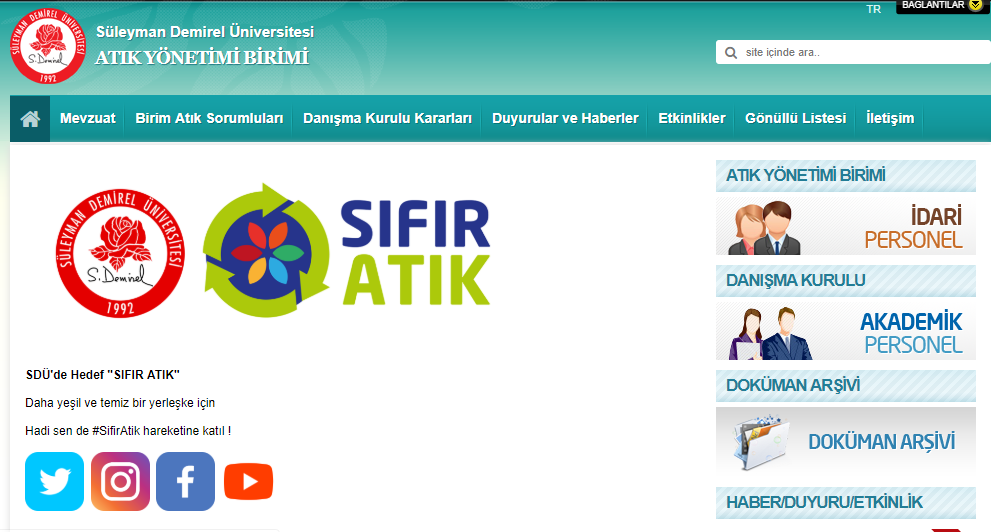 TR
BAĞLANTILAR
SÜLEYMAN DEMİREL ÜNİVERSİTESİ
S. Demirel
1992
Süleyman Demirel Üniversitesi
ATIK YÖNETİMİ BİRİMİ
site içinde ara..
Mevzuat Birim Atık Sorumluları Danışma Kurulu Kararları Duyurular ve Haberler Etkinlikler Gönüllü Listesi İletişim
SÜLEYMAN DEMİREL ÜNİVERSİTESİ
S. Demirel
1992
SIFIR
ATIK
SDÜ'de Hedef "SIFIR ATIK"
Daha yeşil ve temiz bir yerleşke için
Hadi sen de #SifirAtik hareketine katıl !
ATIK YÖNETİMİ BİRİMİ
İDARİ
PERSONEL
DANIŞMA KURULU
AKADEMİK
PERSONEL
DOKÜMAN ARŞİVİ
DOKÜMAN ARŞİVİ
HABER/DUYURU/ETKİNLİK